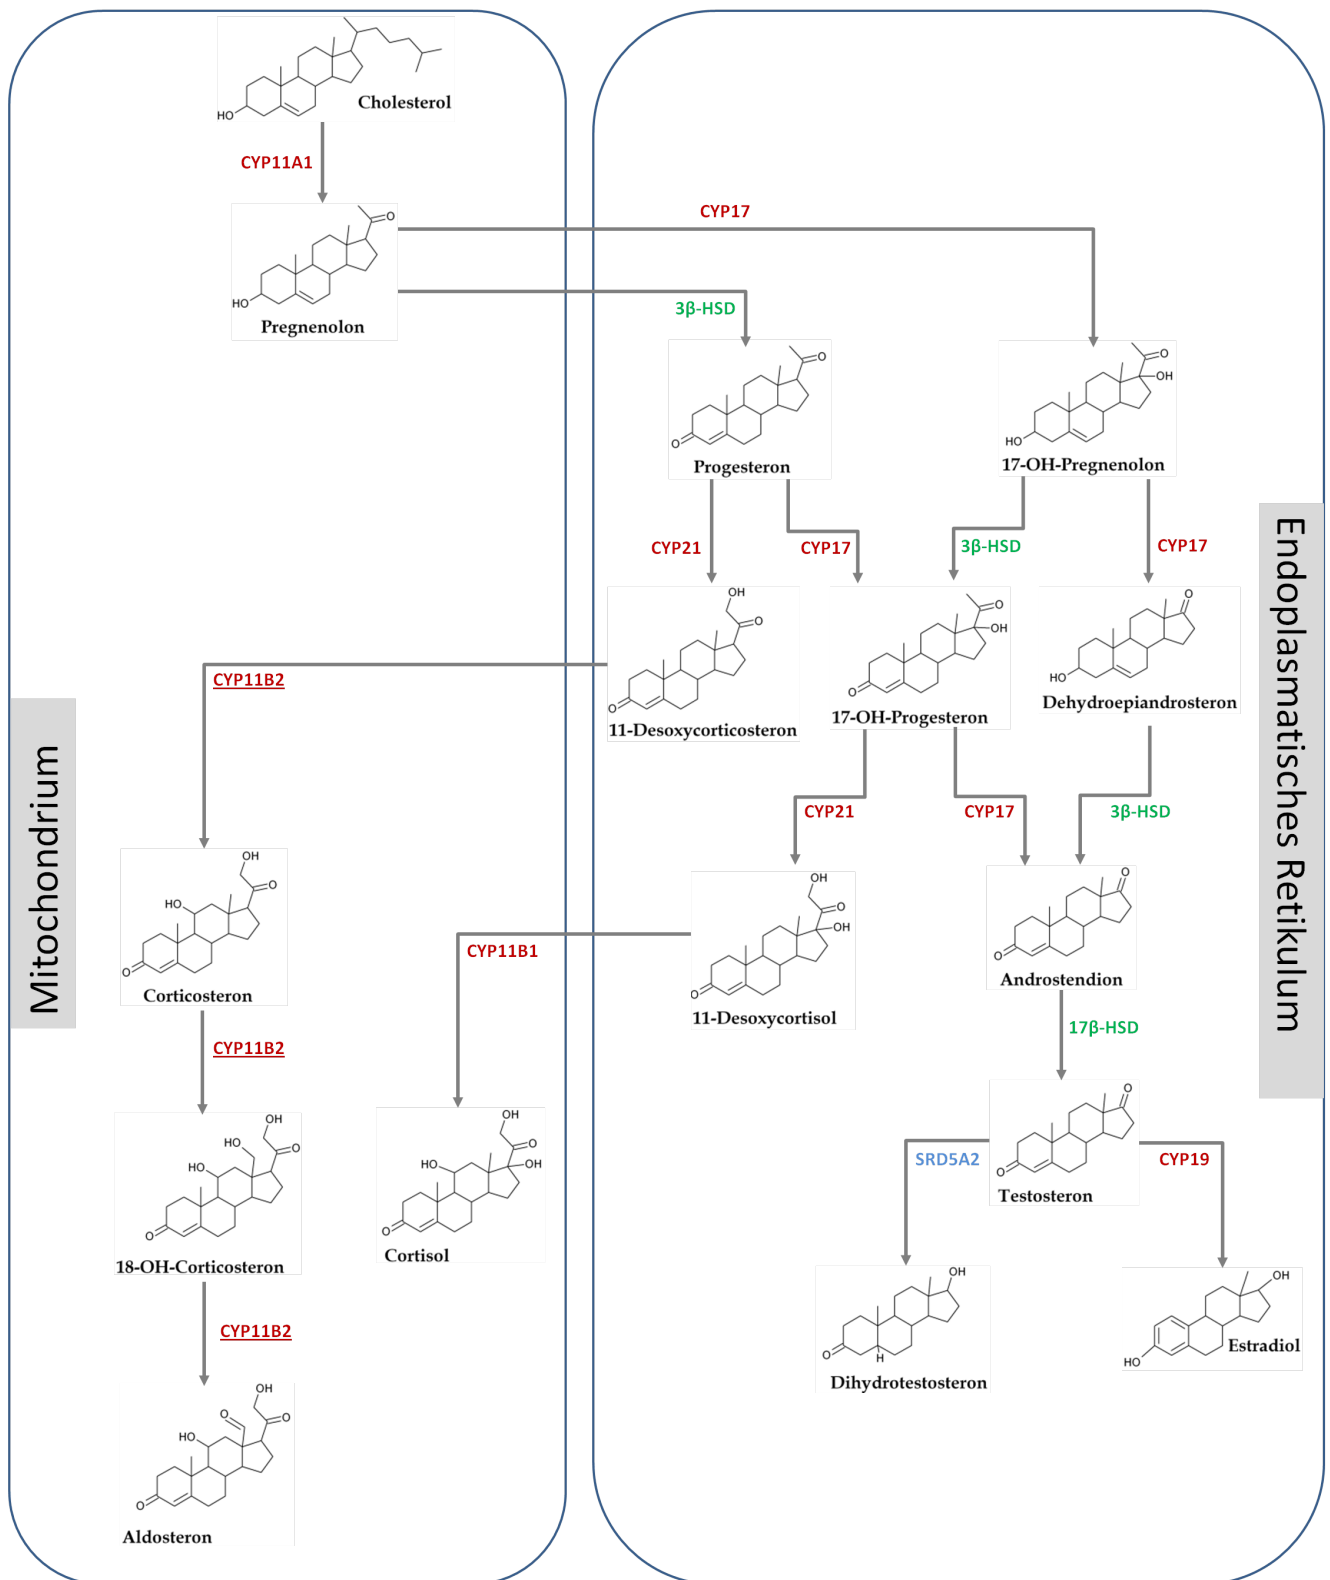 HO
Cholesterol
CYP11A1
CYP17
O
HO
Pregnenolon
3β-HSD
O
O
Progesteron
O
OH
HO
17-OH-Pregnenolon
CYP21
CYP17
3β-HSD
CYP17
OH
O
O
11-Desoxycorticosteron
O
OH
O
17-OH-Progesteron
O
HO
Dehydroepiandrosteron
CYP11B2
Mitochondrium
Endoplasmatisches Retikulum
CYP21
CYP17
3β-HSD
OH
O
HO
O
Corticosteron
CYP11B1
OH
O
OH
O
11-Desoxycortisol
O
O
Androstendion
CYP11B2
17β-HSD
OH
HO
O
HO
O
18-OH-Corticosteron
OH
O
HO
OH
O
Cortisol
O
O
Testosteron
SRD5A2
CYP19
CYP11B2
OH
O
H
Dihydrotestosteron
OH
HO
Estradiol
OH
O
O
HO
O
Aldosteron